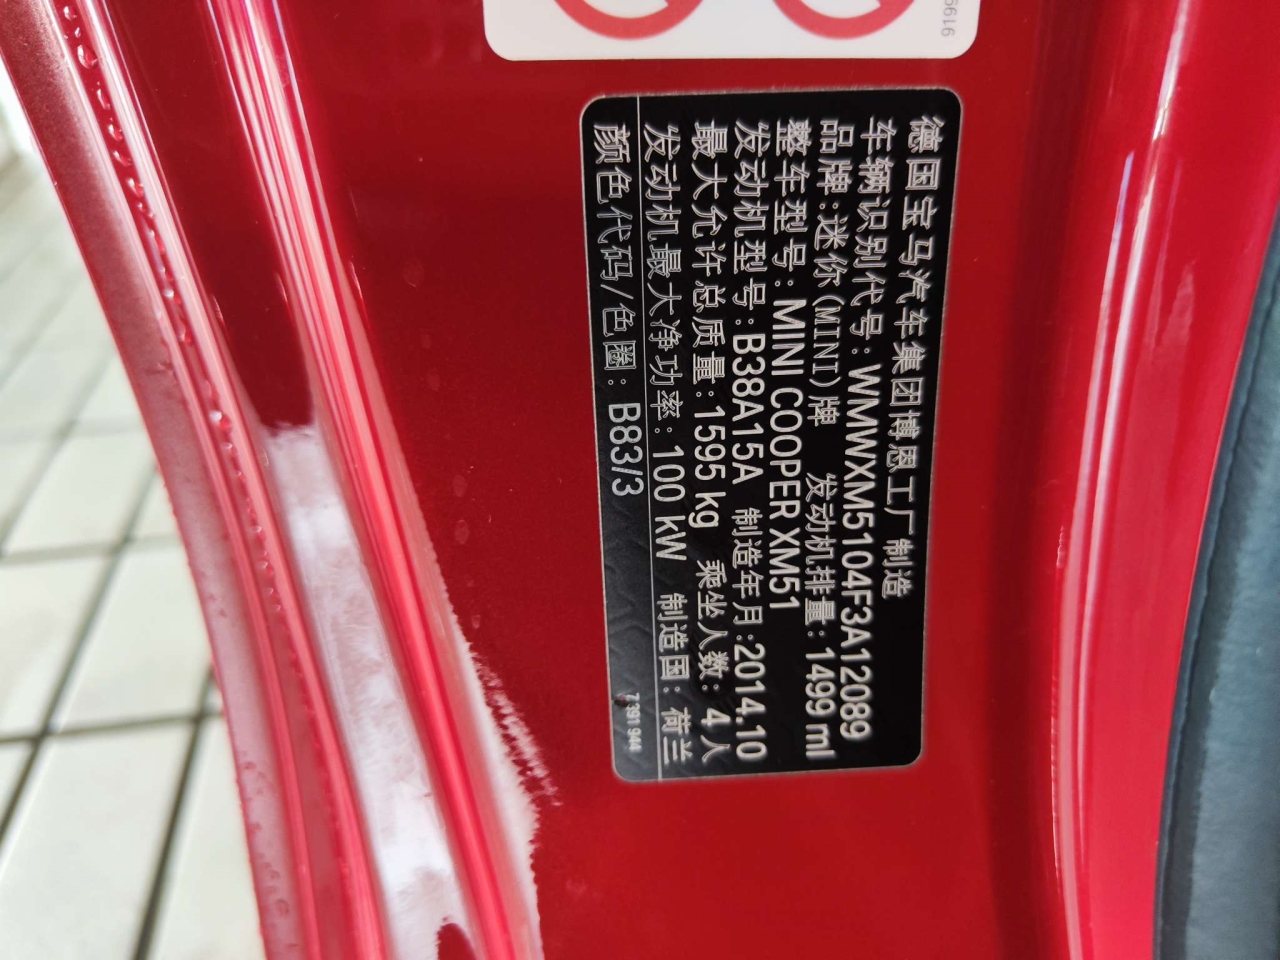 6916
德国宝马汽车集团博恩工厂制造
车辆识别代号:WMWXM5104F3A12089
品牌:迷你(MINI)牌 发动机排量:1499 ml
整车型号:MINI COOPER XM51
发动机型号:B38A15A 制造年月:2014.10
最大允许总质量:1595 kg 乘坐人数:4人
发动机最大净功率:100 kW 制造国:荷兰
颜色代码/色圈:B83/3
7 391 944